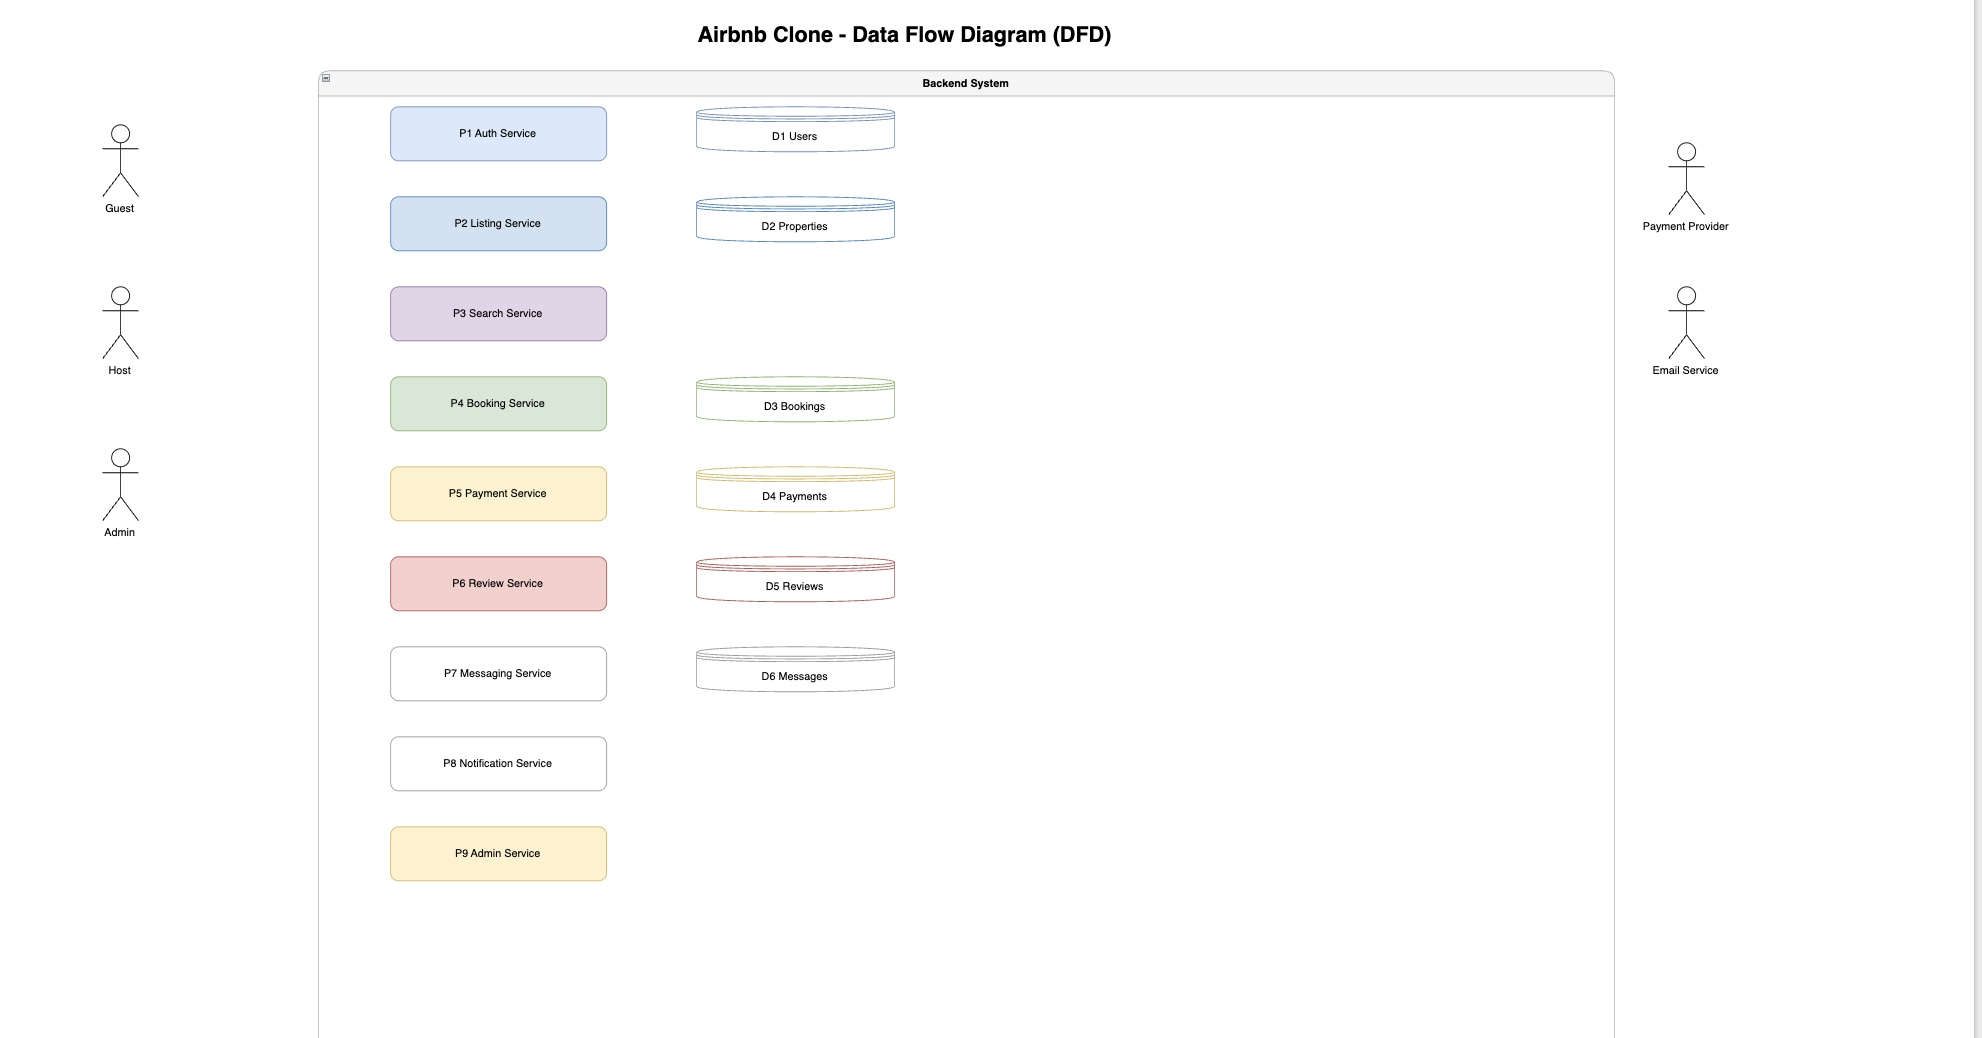 Airbnb Clone - Data Flow Diagram (DFD)
Backend System
Guest
Host
Admin
P1 Auth Service
D1 Users
P2 Listing Service
D2 Properties
P3 Search Service
P4 Booking Service
D3 Bookings
P5 Payment Service
D4 Payments
P6 Review Service
D5 Reviews
P7 Messaging Service
D6 Messages
P8 Notification Service
P9 Admin Service
Payment Provider
Email Service